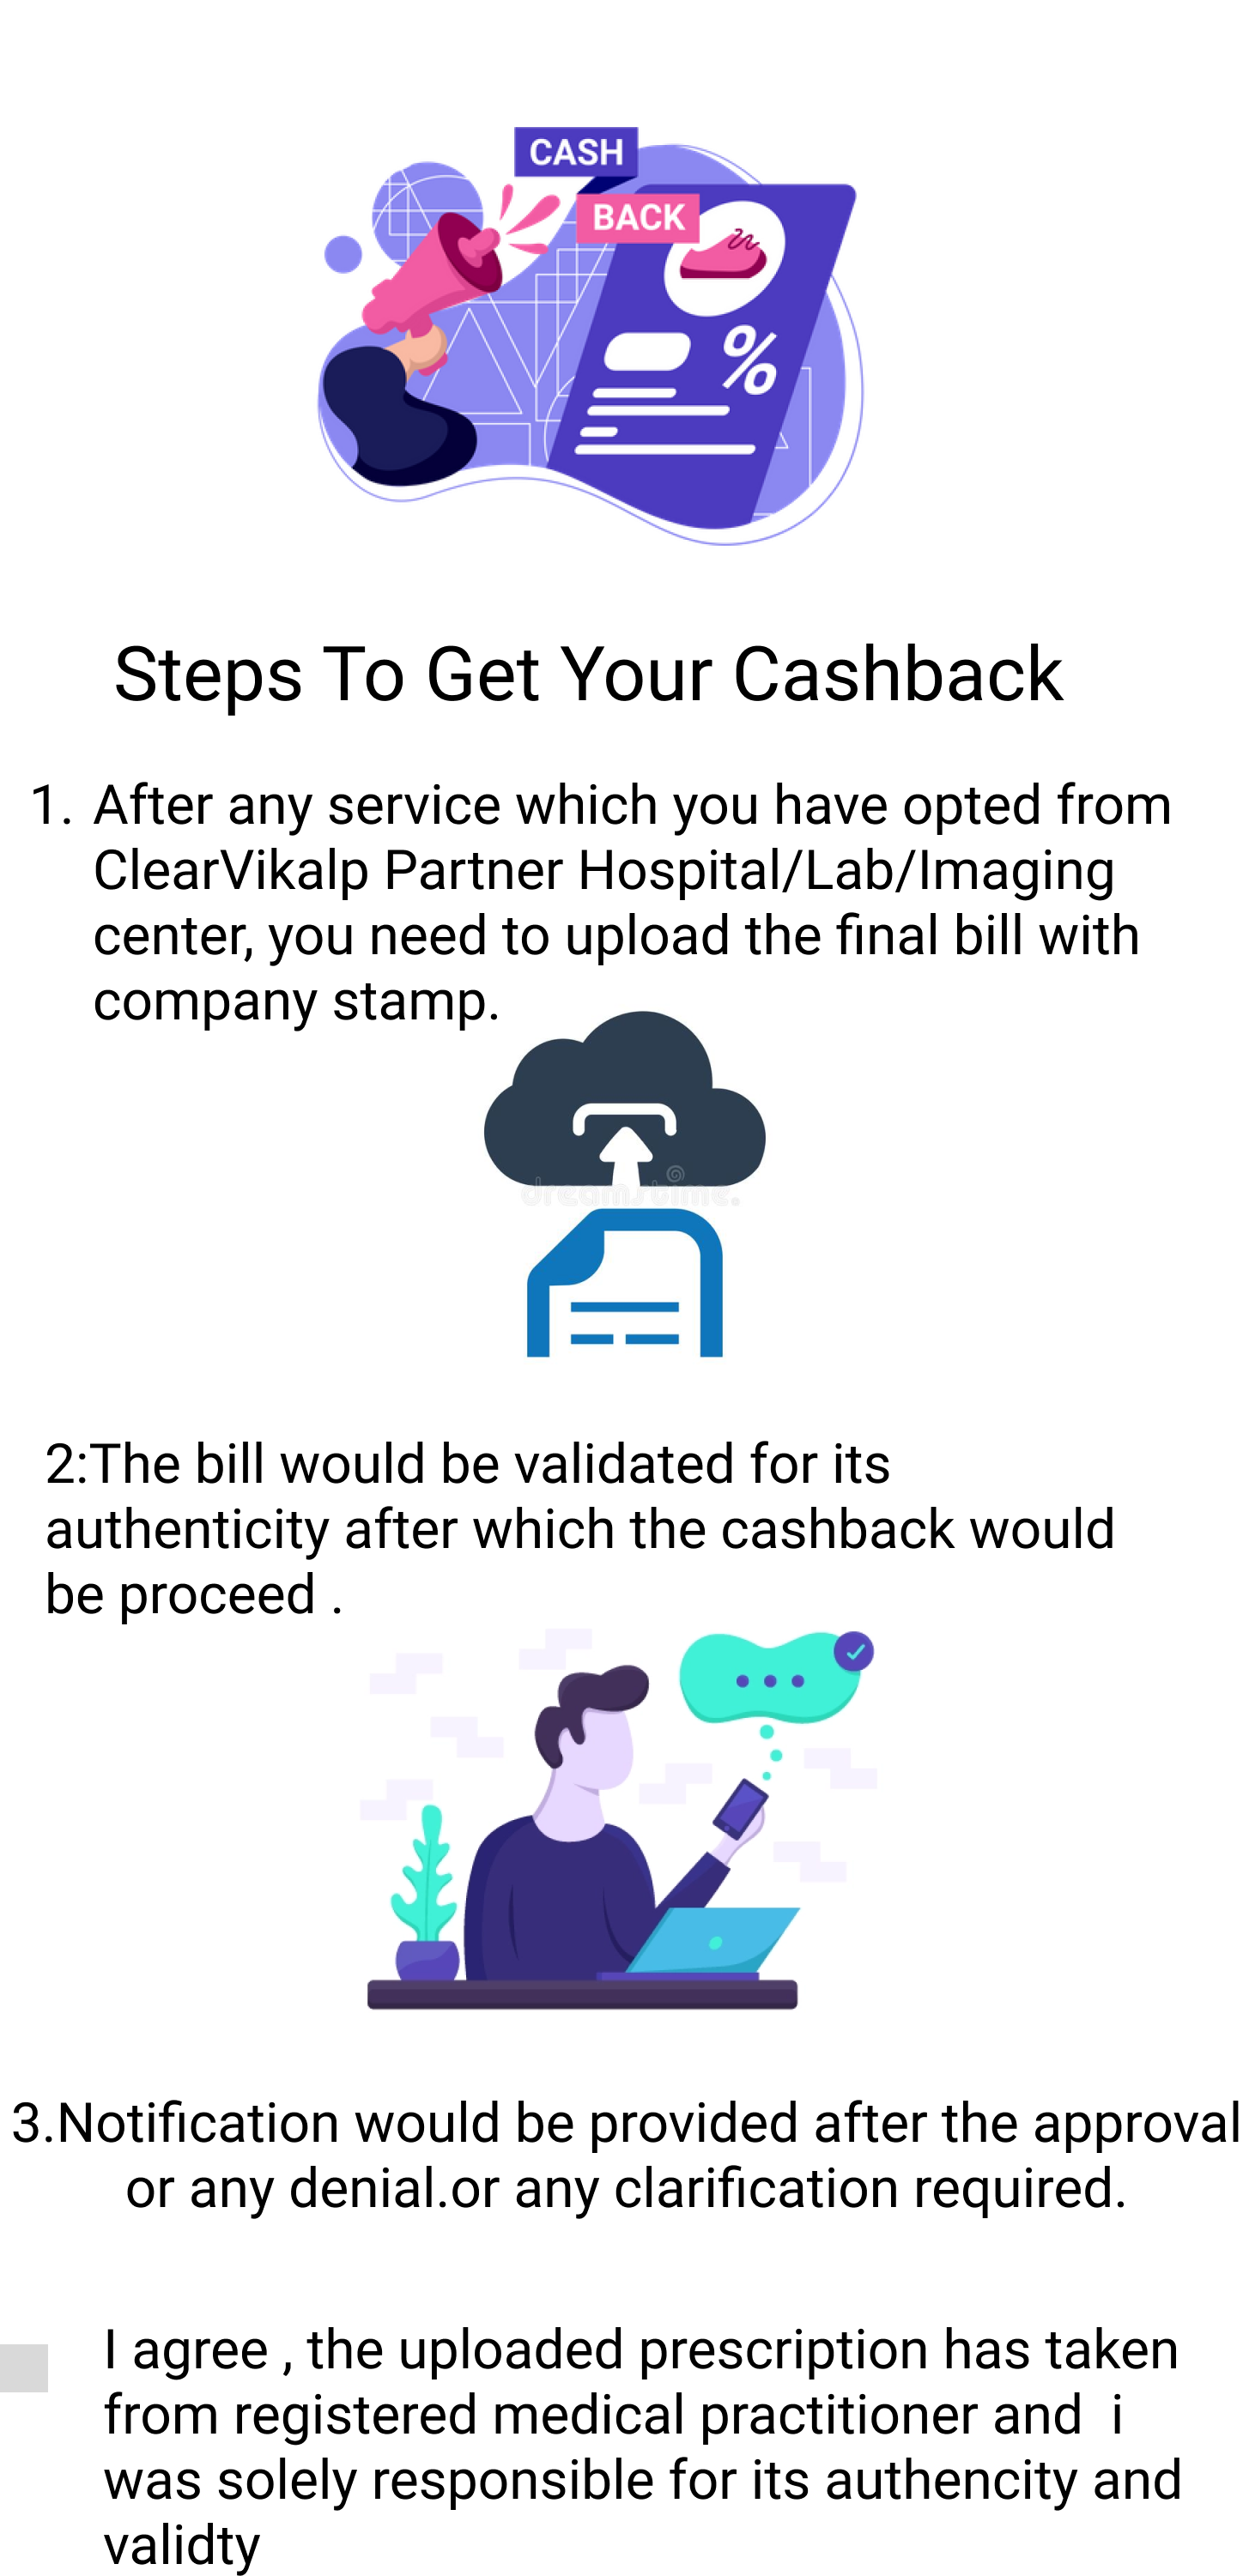 CASH
BACK
%
Steps To Get Your Cashback
1. After any service which you have opted from
ClearVikalp Partner Hospital/Lab/Imaging
center, you need to upload the final bill with
company stamp.
dreamstime.
2:The bill would be validated for its
authenticity after which the cashback would
be proceed .
3.Notification would be provided after the approval
or any denial.or any clarification required.
I agree , the uploaded prescription has taken
from registered medical practitioner and  i
was solely responsible for its authencity and
validty